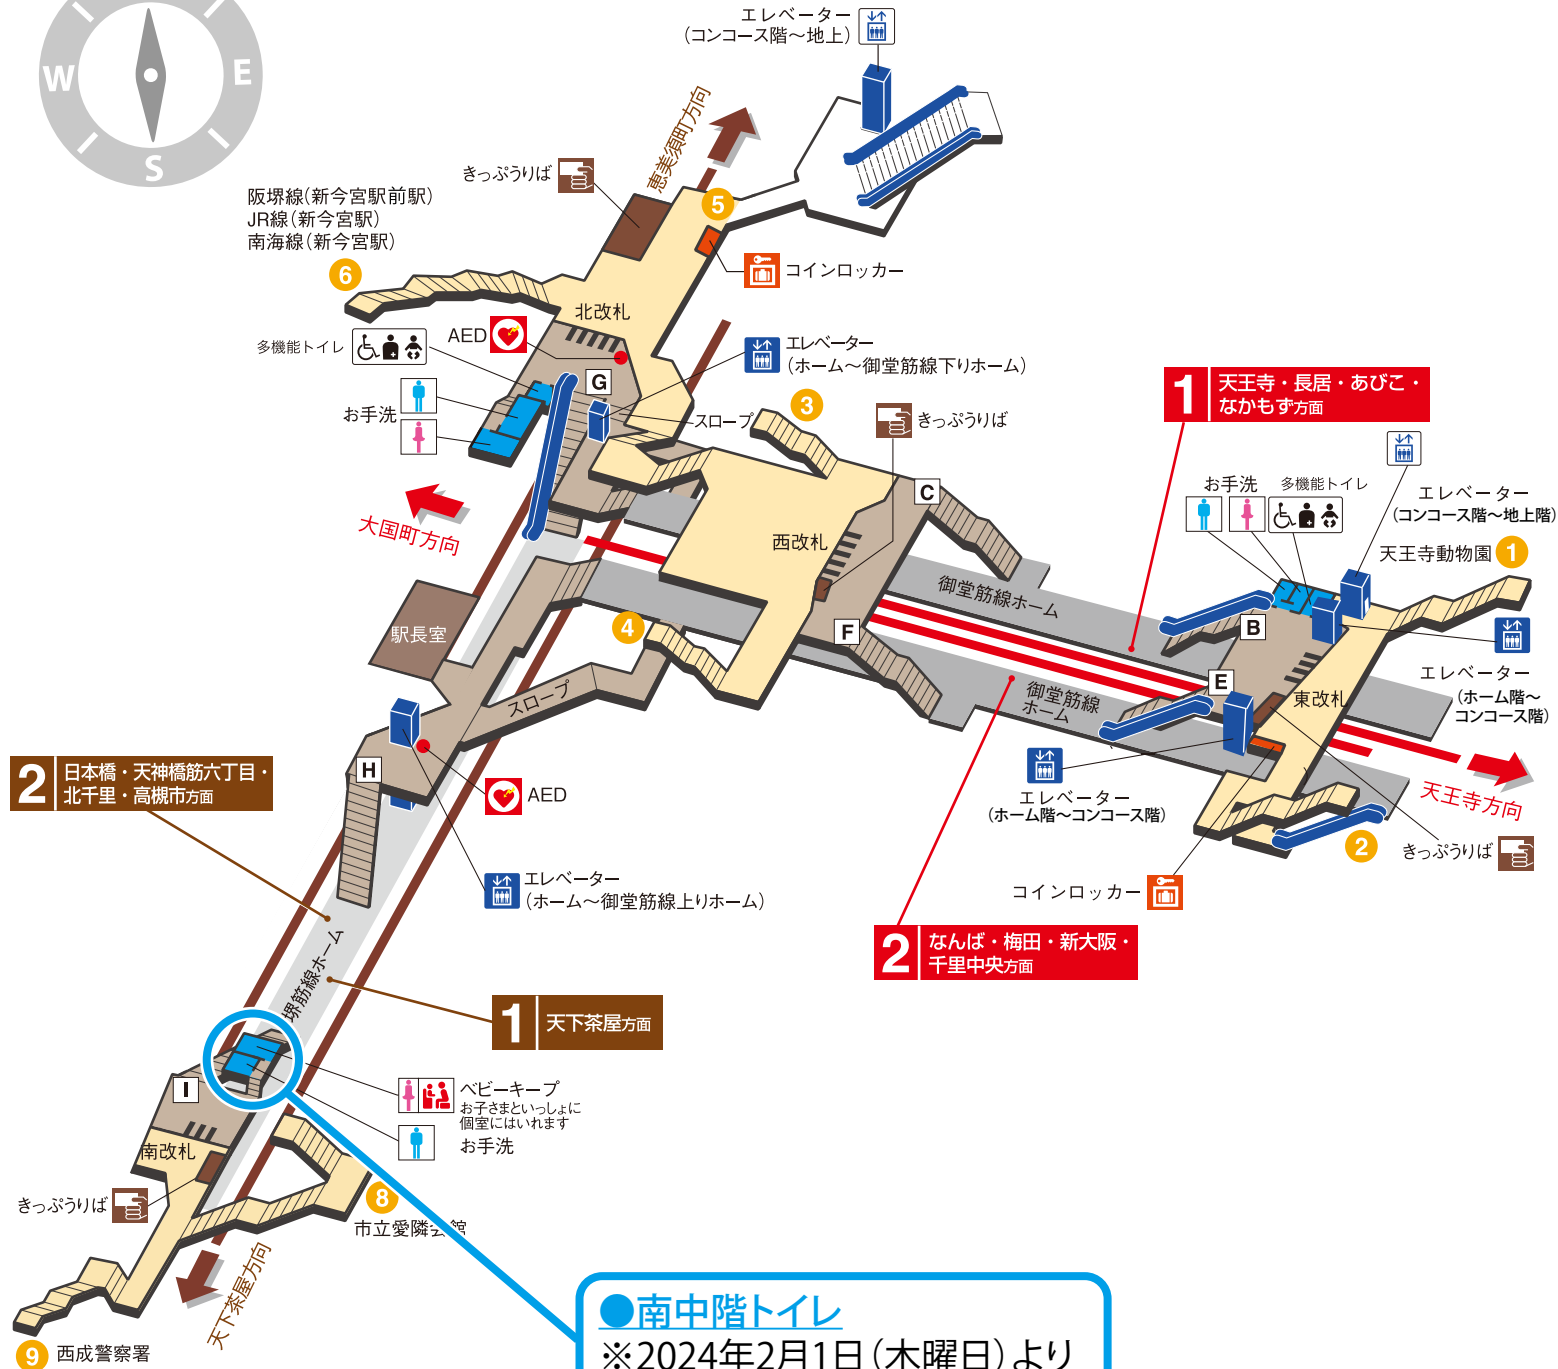 エレベーター
(コンコース階～地上)
W
E
S
恵美須町方向
きっぷうりば
阪堺線(新今宮駅前駅)
JR線(新今宮駅)
南海線(新今宮駅)
6
5
コインロッカー
北改札
AED
多機能トイレ
お手洗
G
エレベーター
(ホーム～御堂筋線下りホーム)
スロープ
3
きっぷうりば
1 天王寺・長居・あびこ・
なかもず方面
大国町方向
C
西改札
お手洗
多機能トイレ
エレベーター
(コンコース階～地上階)
天王寺動物園
1
御堂筋線ホーム
駅長室
4
F
B
E
エレベーター
(ホーム階～
コンコース階)
東改札
御堂筋線
ホーム
スロープ
H
2 日本橋・天神橋筋六丁目・
北千里・高槻市方面
AED
エレベーター
(ホーム階～コンコース階)
天王寺方向
2
きっぷうりば
コインロッカー
エレベーター
(ホーム～御堂筋線上りホーム)
2 なんば・梅田・新大阪・
千里中央方面
堺筋線ホーム
1 天下茶屋方面
I
ベビーキープ
お子さまといっしょに
個室にはいれます
お手洗
南改札
きっぷうりば
8
市立愛隣会館
天下茶屋方向
9
西成警察署
●南中階トイレ
※2024年2月1日(木曜日)より